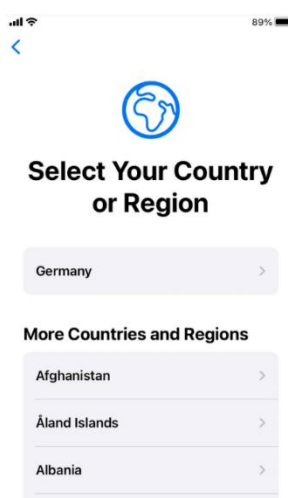 89%
Select Your Country
or Region
Germany
More Countries and Regions
Afghanistan
Åland Islands
Albania